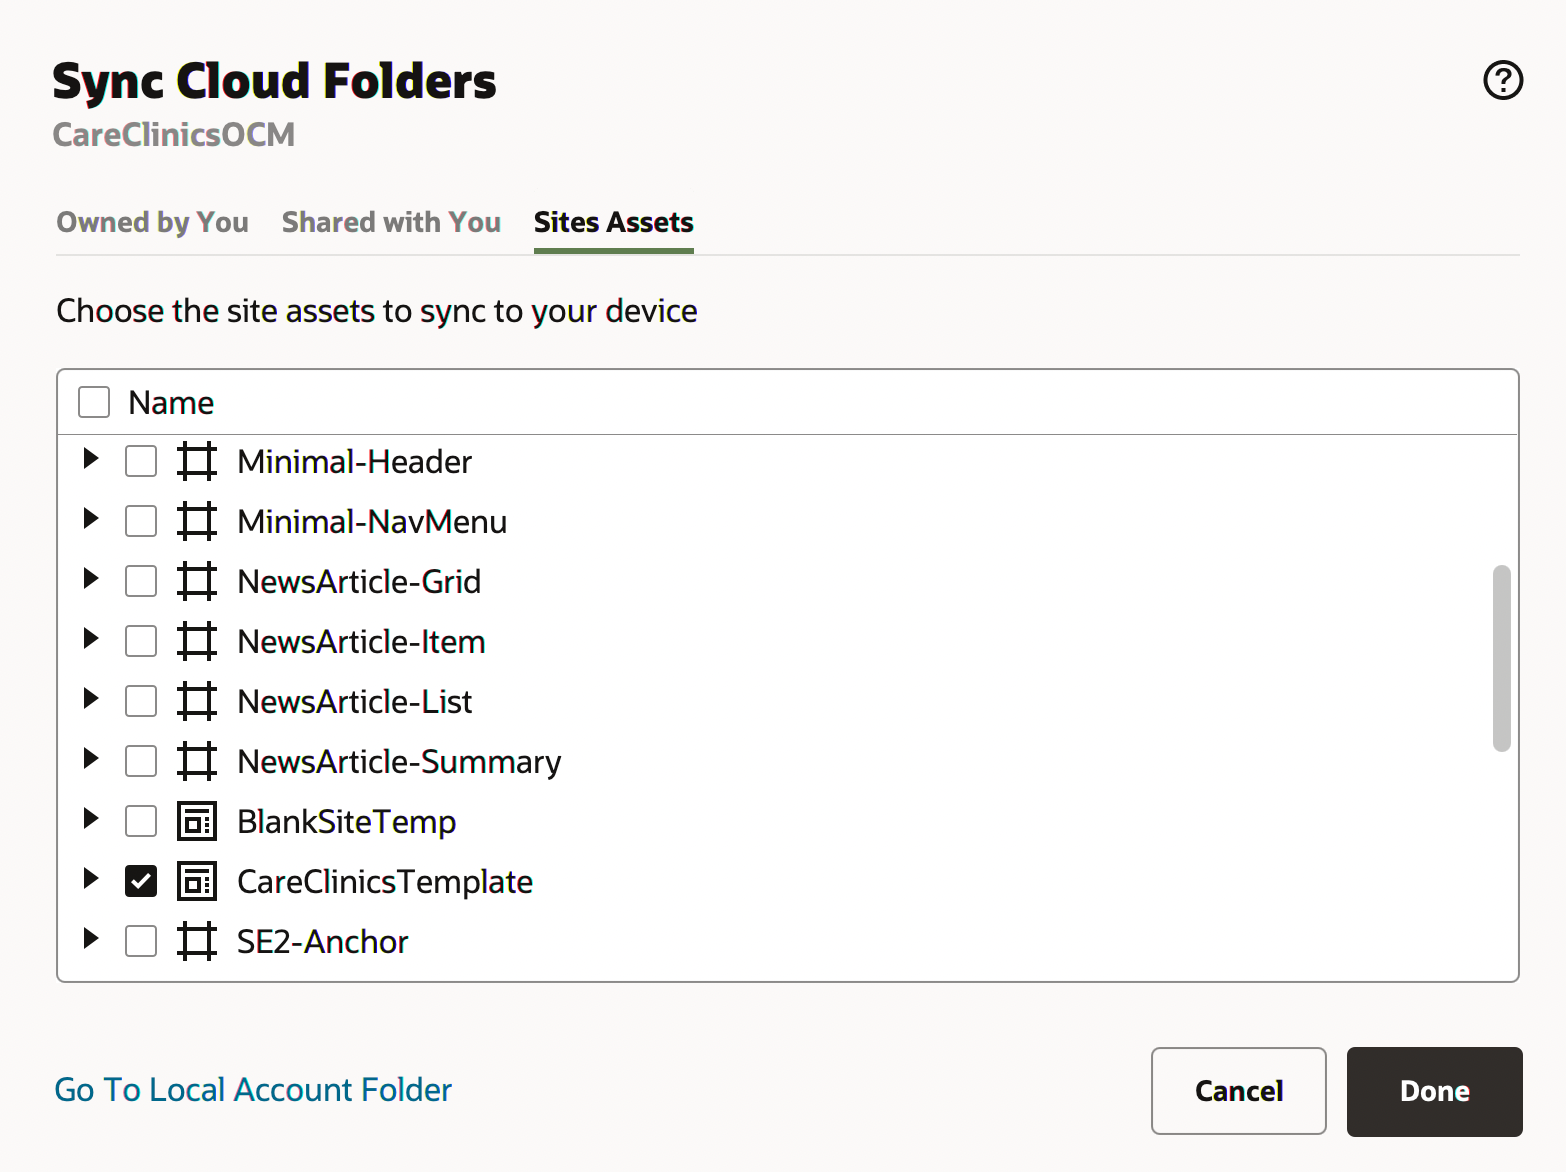 Sync Cloud Folders
CareClinicsOCM
Owned by You Shared with You Sites Assets
Choose the site assets to sync to your device
Name
Minimal-Header
Minimal-NavMenu
NewsArticle-Grid
NewsArticle-Item
NewsArticle-List
NewsArticle-Summary
BlankSiteTemp
CareClinicsTemplate
SE2-Anchor
Go To Local Account Folder Cancel Done